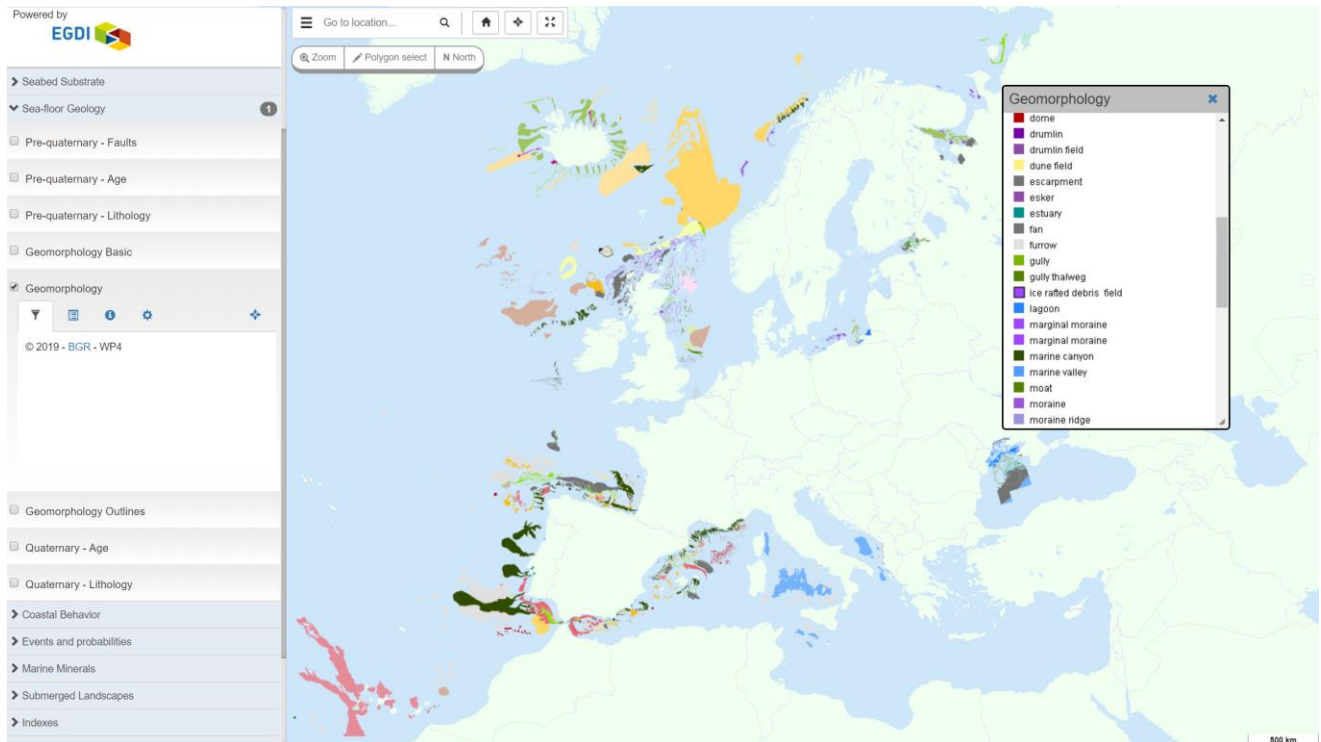 Powered by
EGDI
Seabed Substrate
Sea-floor Geology
1
Pre-quaternary - Faults
Pre-quaternary - Age
Pre-quaternary - Lithology
Geomorphology Basic
Geomorphology
© 2019 - BGR - WP4
Geomorphology Outlines
Quaternary - Age
Quaternary - Lithology
Coastal Behavior
Events and probabilities
Marine Minerals
Submerged Landscapes
Indexes
Go to location...
Zoom
Polygon select
N North
Geomorphology
dome
drumlin
drumlin field
dune field
escarpment
esker
estuary
fan
furrow
gully
gully thalweg
ice rafted debris field
lagoon
marginal moraine
marginal moraine
marine canyon
marine valley
moat
moraine
moraine ridge
500 km